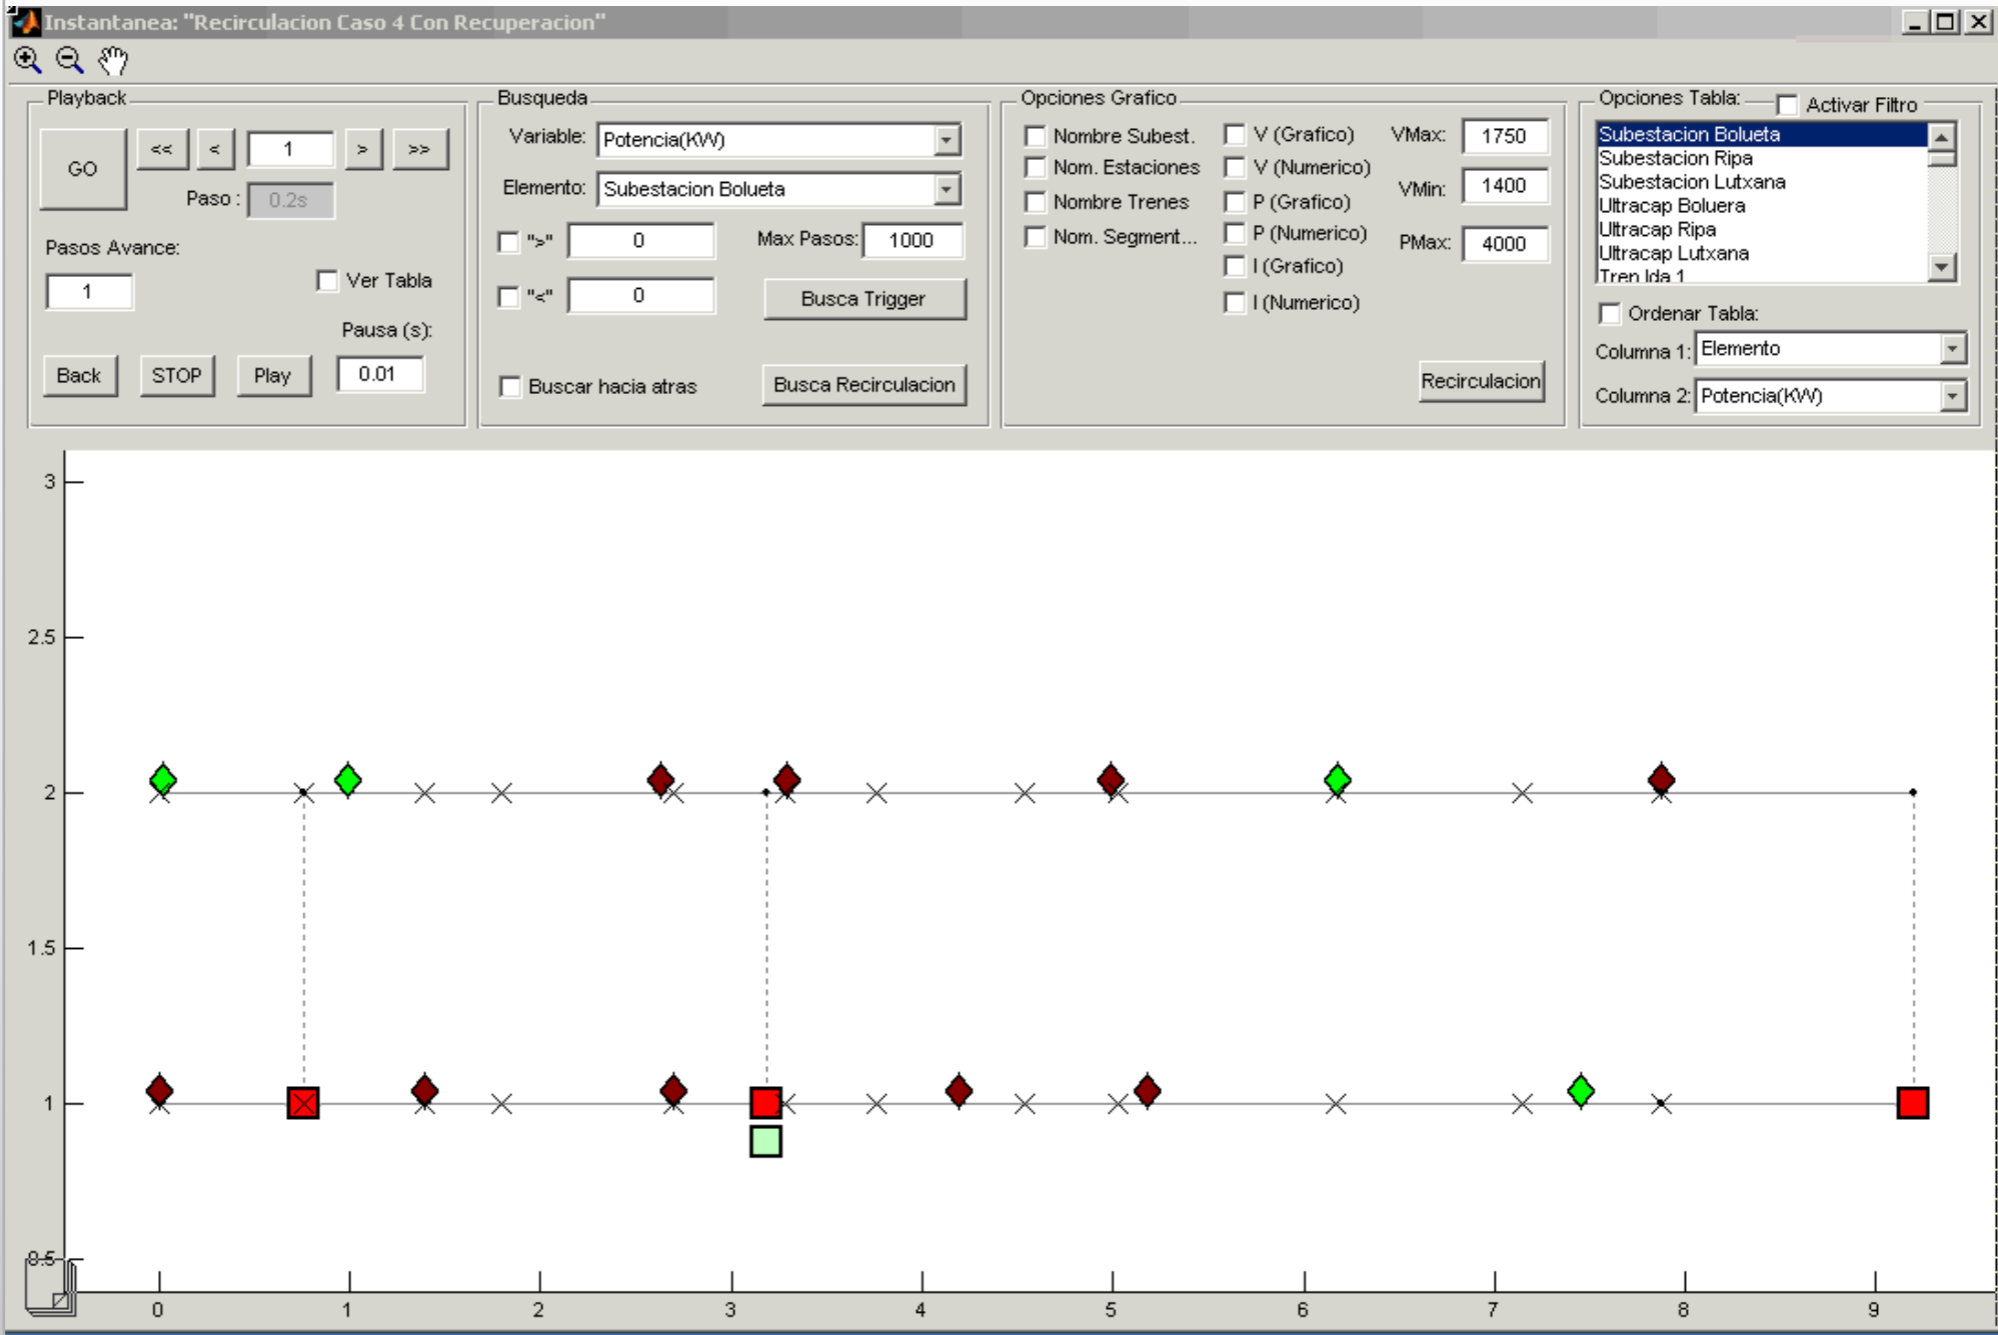 Instantanea: "Recirculacion Caso 4 Con Recuperacion"
Playback
GO
<<
<
1
>
>>
Paso :
0.2s
Pasos Avance:
1
Ver Tabla
Pausa (s):
Back
STOP
Play
0.01
Busqueda
Variable:
Potencia(KW)
Elemento:
Subestacion Bolueta
">"
0
Max Pasos:
1000
"<"
0
Busca Trigger
Buscar hacia atras
Busca Recirculacion
Opciones Grafico
Nombre Subest.
Nom. Estaciones
Nombre Trenes
Nom. Segment...
V (Grafico)
V (Numerico)
P (Grafico)
P (Numerico)
I (Grafico)
I (Numerico)
VMax:
1750
VMin:
1400
PMax:
4000
Recirculacion
Opciones Tabla:
Activar Filtro
Subestacion Bolueta
Subestacion Ripa
Subestacion Lutxana
Ultracap Boluera
Ultracap Ripa
Ultracap Lutxana
Tren Ida 1
Ordenar Tabla:
Columna 1:
Elemento
Columna 2:
Potencia(KW)
3
2.5
2
1.5
1
0.5
0
1
2
3
4
5
6
7
8
9